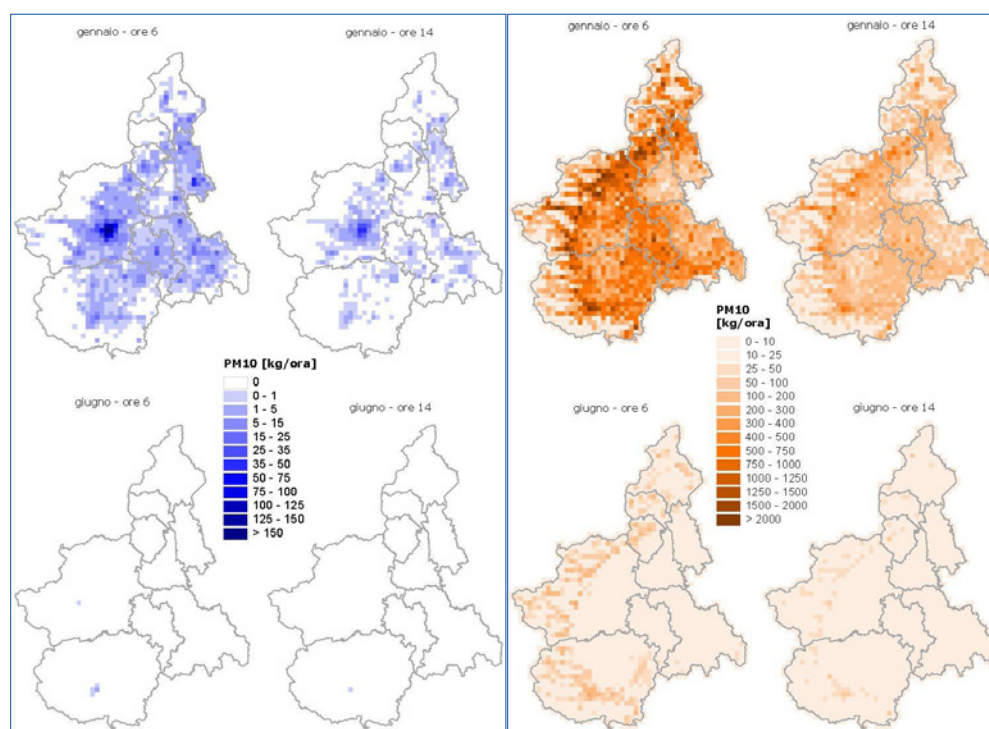 gennaio - ore 6
gennaio - ore 14
PM10 [kg/ora]
0
0 - 1
1 - 5
5 - 15
15 - 25
25 - 35
35 - 50
50 - 75
75 - 100
100 - 125
125 - 150
> 150
giugno - ore 6
giugno - ore 14
gennaio - ore 6
gennaio - ore 14
PM10
[kg/ora]
0 - 10
10 - 25
25 - 50
50 - 100
100 - 200
200 - 300
300 - 400
400 - 500
500 - 750
750 - 1000
1000 - 1250
1250 - 1500
1500 - 2000
> 2000
giugno - ore 6
giugno - ore 14